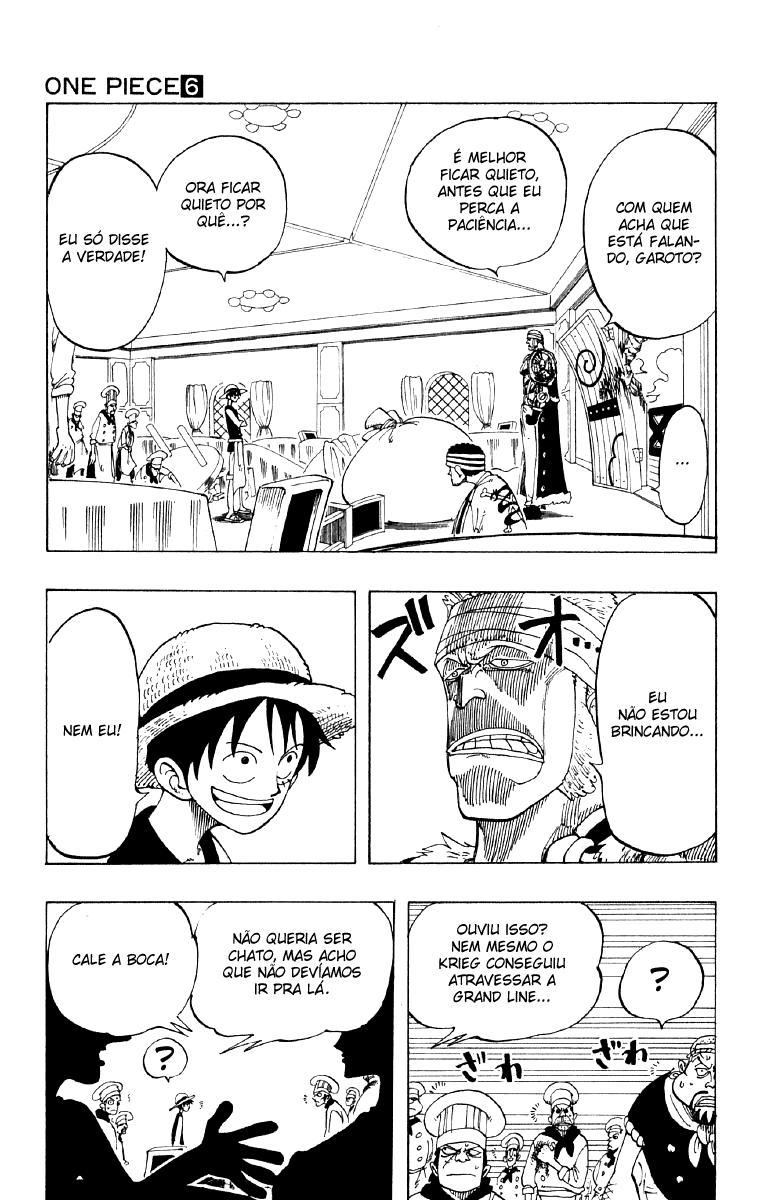 ONE PIECE 6
COM QUEM
ACHA QUE
ESTÁ FALAN-
DO, GAROTO?
É MELHOR
FICAR QUIETO,
ANTES QUE EU
PERCA A
PACIÊNCIA...
ORA FICAR
QUIETO POR
QUÊ...?
EU SÓ DISSE
A VERDADE!
...
EU
NÃO ESTOU
BRINCANDO...
ズオ
NEM EU!
OUVIU ISSO?
NEM MESMO O
KRIEG CONSEGUIU
ATRAVESSAR A
GRAND LINE...
?
ざわ
ざわ
NÃO QUERIA SER
CHATO, MAS ACHO
QUE NÃO DEVÍAMOS
IR PRA LÁ.
CALE A BOCA!
?